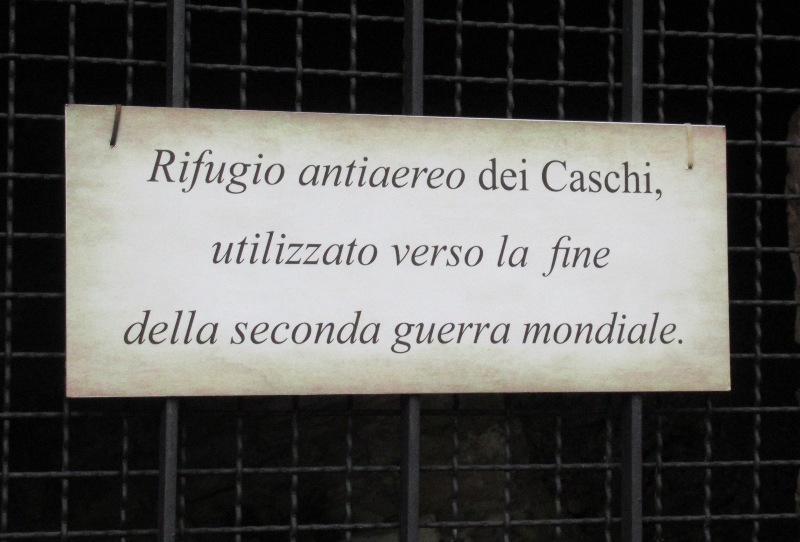 Rifugio antiaereo dei Caschi,
utilizzato verso la fine
della seconda guerra mondiale.